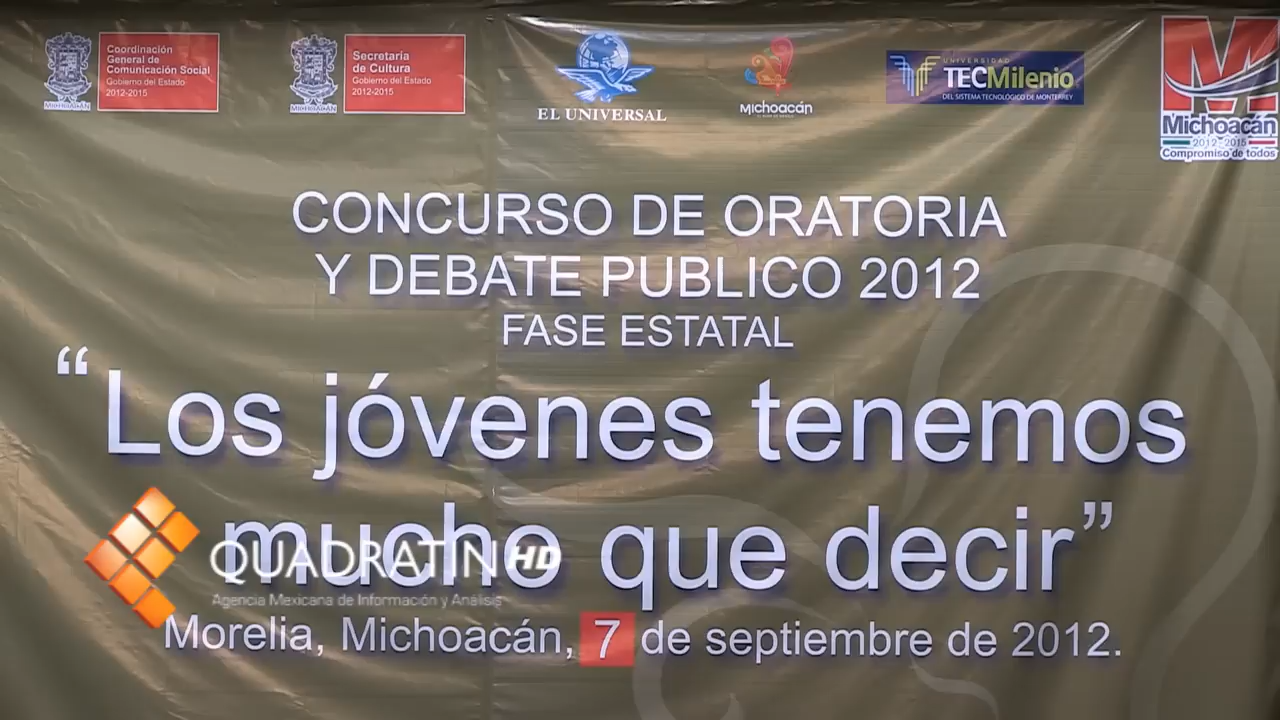 Coordinación
General de
Comunicación Social
Gobierno del Estado
2012-2015
MICHOACÁN
Secretaría
de Cultura
Gobierno del Estado
2012-2015
MICHOACÁN
EL UNIVERSAL
Michoacán
UNIVERSIDAD
TECMilenio
DEL SISTEMA TECNOLÓGICO DE MONTERREY
M
Michoacán
2012-2015
Compromiso de todos
CONCURSO DE ORATORIA
Y DEBATE PUBLICO 2012
FASE ESTATAL
“Los jóvenes tenemos
mucho que decir”
QUADRATIN HD
Agencia Mexicana de Información y Análisis
Morelia, Michoacán, 7 de septiembre de 2012.